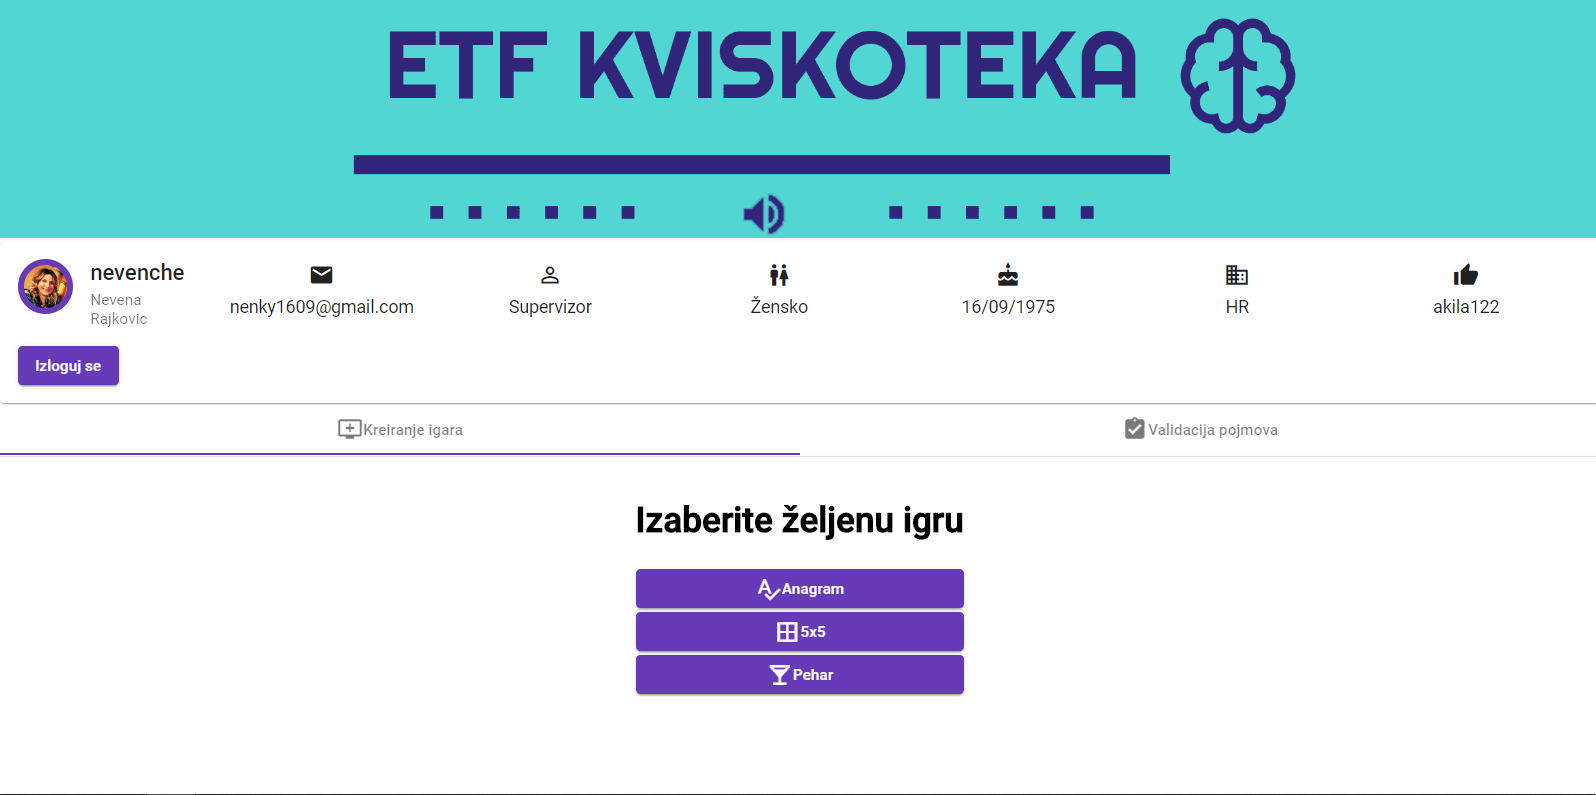 ETF KVISKOTEKA
nevenche
Nevena
Rajkovic
nenky1609@gmail.com
Supervizor
Žensko
16/09/1975
HR
akila122
Izloguj se
Kreiranje igara
Validacija pojmova
Izaberite željenu igru
Anagram
5x5
Pehar